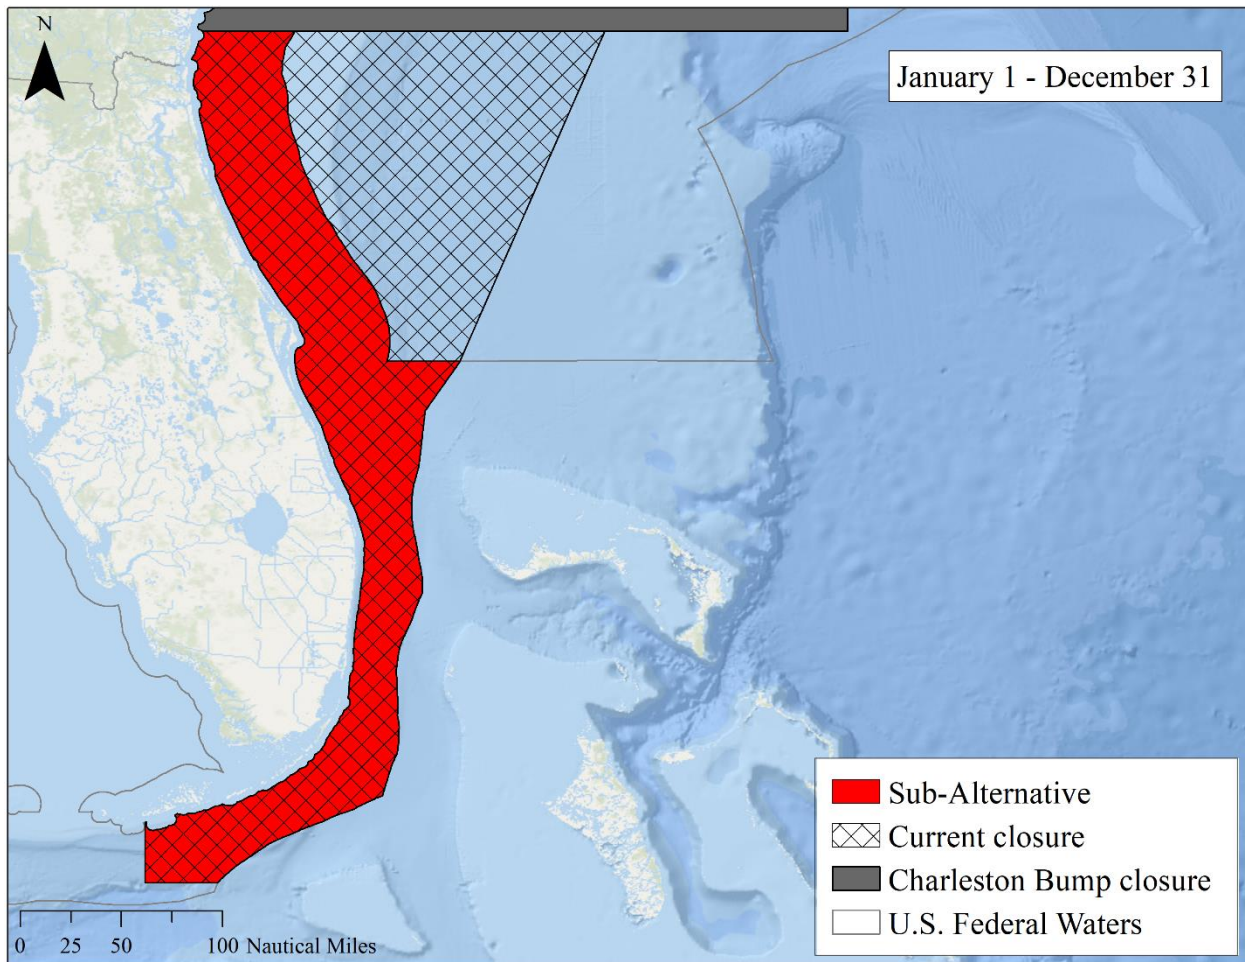 N
January 1 - December 31
Sub-Alternative
Current closure
Charleston Bump closure
U.S. Federal Waters
0 25 50 100 Nautical Miles